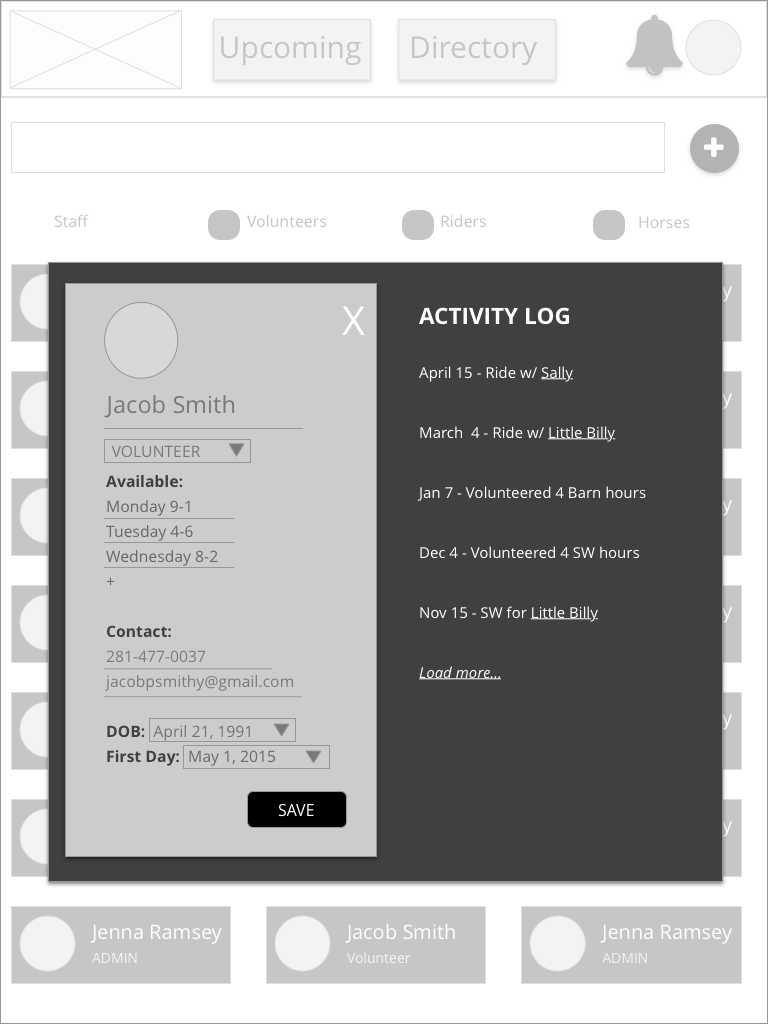 Upcoming
Directory
Staff
Volunteers
Riders
Horses
X
Jacob Smith
VOLUNTEER
Available:
Monday 9-1
Tuesday 4-6
Wednesday 8-2
+
Contact:
281-477-0037
jacobpsmithy@gmail.com
DOB: April 21, 1991
First Day: May 1, 2015
SAVE
ACTIVITY LOG
April 15 - Ride w/ Sally
March  4 - Ride w/ Little Billy
Jan 7 - Volunteered 4 Barn hours
Dec 4 - Volunteered 4 SW hours
Nov 15 - SW for Little Billy
Load more...
y
y
y
y
y
y
Jenna Ramsey
ADMIN
Jacob Smith
Volunteer
Jenna Ramsey
ADMIN